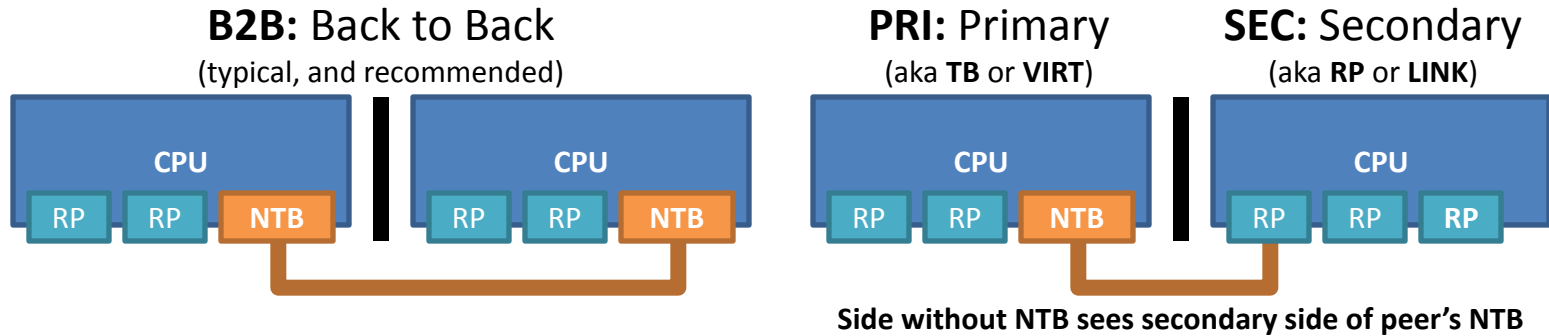 B2B: Back to Back
(typical, and recommended)
CPU
RP RP NTB
CPU
RP RP NTB
PRI: Primary
(aka TB or VIRT)
CPU
RP RP NTB
SEC: Secondary
(aka RP or LINK)
CPU
RP RP RP
Side without NTB sees secondary side of peer’s NTB